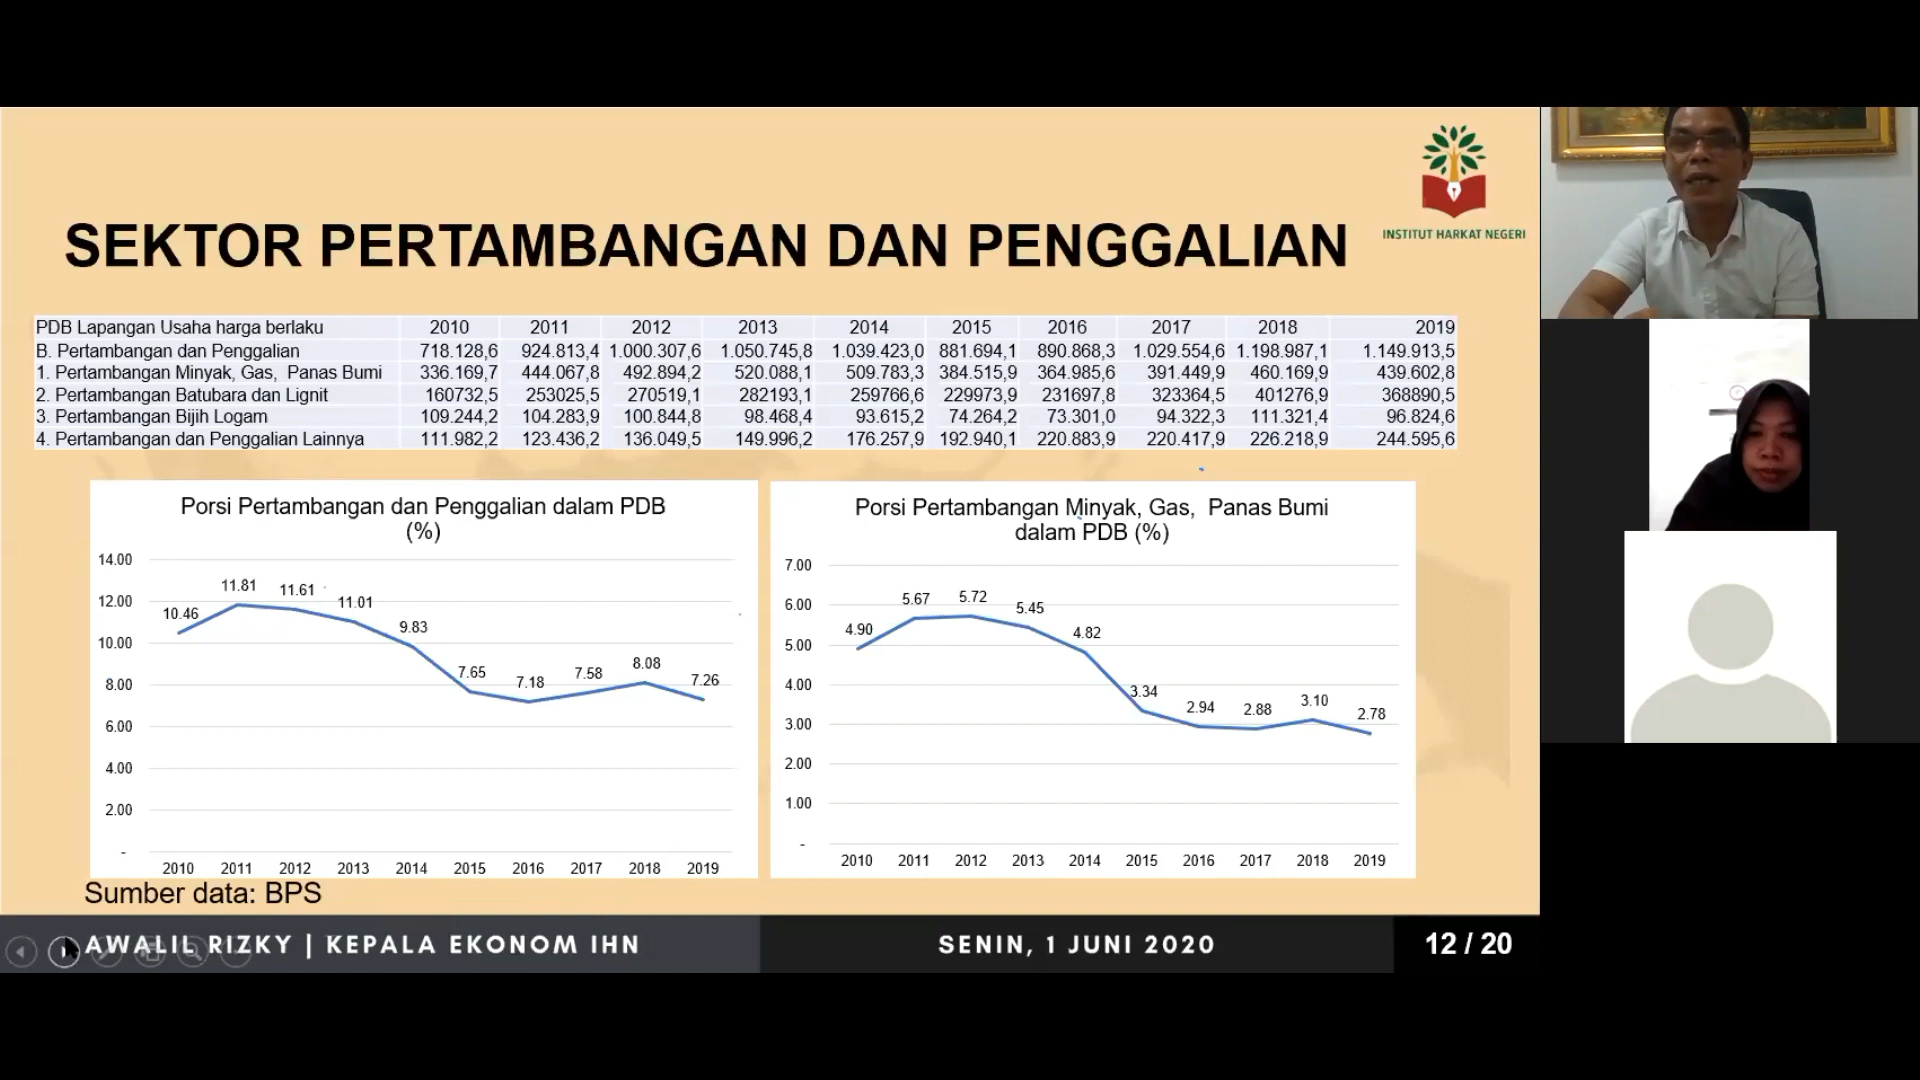 INSTITUT HARKAT NEGERI
SEKTOR PERTAMBANGAN DAN PENGGALIAN
PDB Lapangan Usaha harga berlaku 2010 2011 2012 2013 2014 2015 2016 2017 2018 2019
B. Pertambangan dan Penggalian 718.128,6 924.813,4 1.000.307,6 1.050.745,8 1.039.423,0 881.694,1 890.868,3 1.029.554,6 1.198.987,1 1.149.913,5
1. Pertambangan Minyak, Gas, Panas Bumi 336.169,7 444.067,8 492.894,2 520.088,1 509.783,3 384.515,9 364.985,6 391.449,9 460.169,9 439.602,8
2. Pertambangan Batubara dan Lignit 160732,5 253025,5 270519,1 282193,1 259766,6 229973,9 231697,8 323364,5 401276,9 368890,5
3. Pertambangan Bijih Logam 109.244,2 104.283,9 100.844,8 98.468,4 93.615,2 74.264,2 73.301,0 94.322,3 111.321,4 96.824,6
4. Pertambangan dan Penggalian Lainnya 111.982,2 123.436,2 136.049,5 149.996,2 176.257,9 192.940,1 220.883,9 220.417,9 226.218,9 244.595,6
Porsi Pertambangan dan Penggalian dalam PDB
(%)
14.00
12.00
10.00
8.00
6.00
4.00
2.00
-
10.46 11.81 11.61 11.01 9.83 7.65 7.18 7.58 8.08 7.26
2010 2011 2012 2013 2014 2015 2016 2017 2018 2019
Porsi Pertambangan Minyak, Gas, Panas Bumi
dalam PDB (%)
7.00
6.00
5.00
4.00
3.00
2.00
1.00
-
4.90 5.67 5.72 5.45 4.82 3.34 2.94 2.88 3.10 2.78
2010 2011 2012 2013 2014 2015 2016 2017 2018 2019
Sumber data: BPS
AWALIL RIZKY | KEPALA EKONOM IHN
SENIN, 1 JUNI 2020
12 / 20